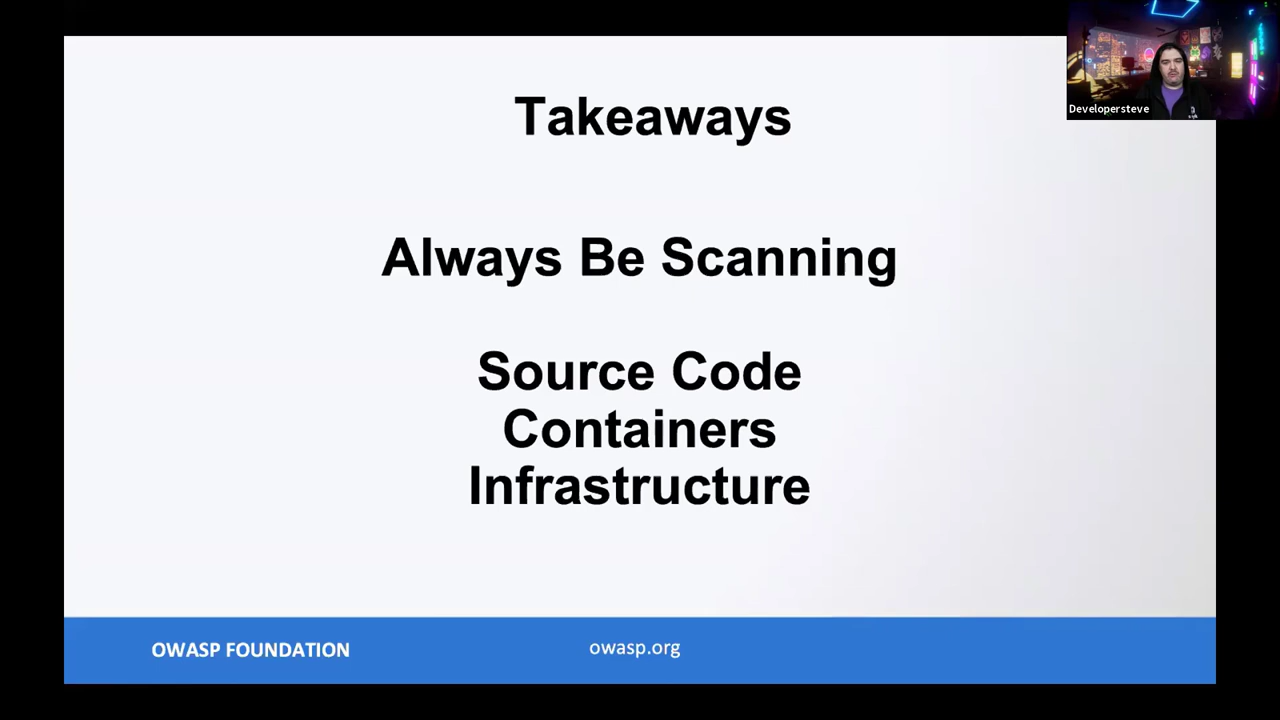 Takeaways
Developersteve
Always Be Scanning
Source Code
Containers
Infrastructure
OWASP FOUNDATION
owasp.org